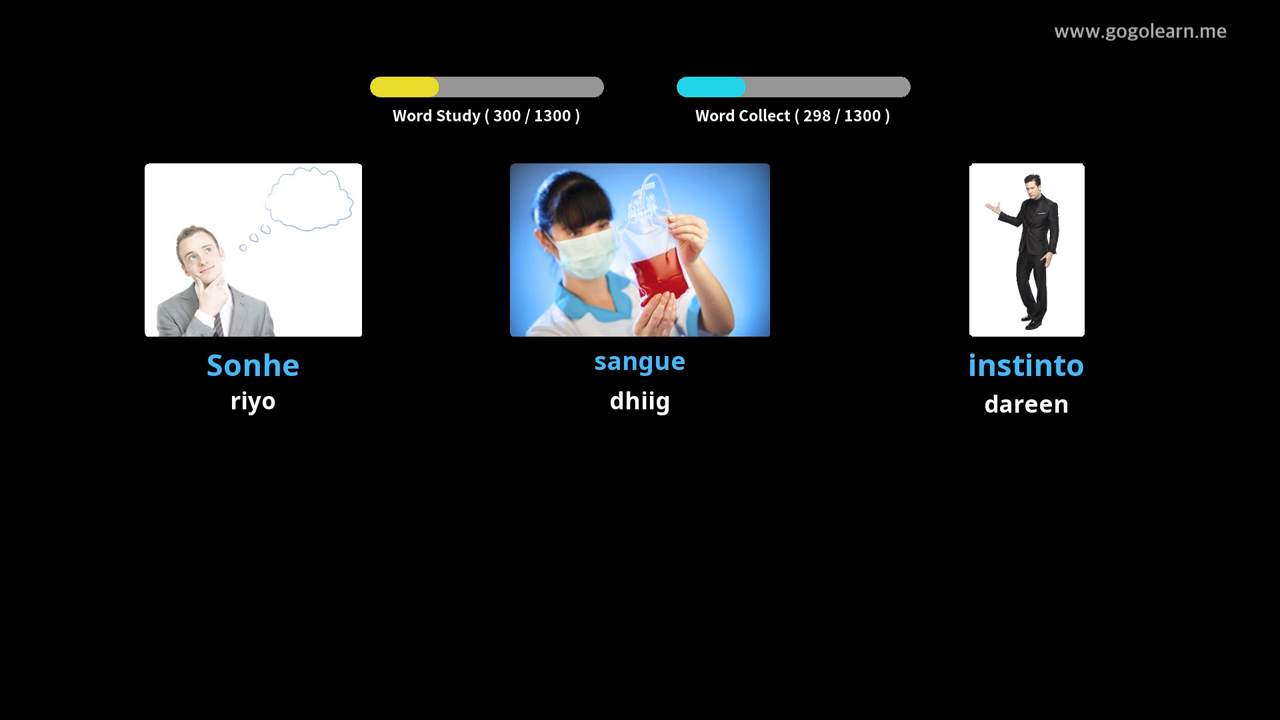 www.gogolearn.me
Word Study ( 300 / 1300 )
Word Collect ( 298 / 1300 )
Sonhe
riyo
sangue
dhiig
instinto
dareen